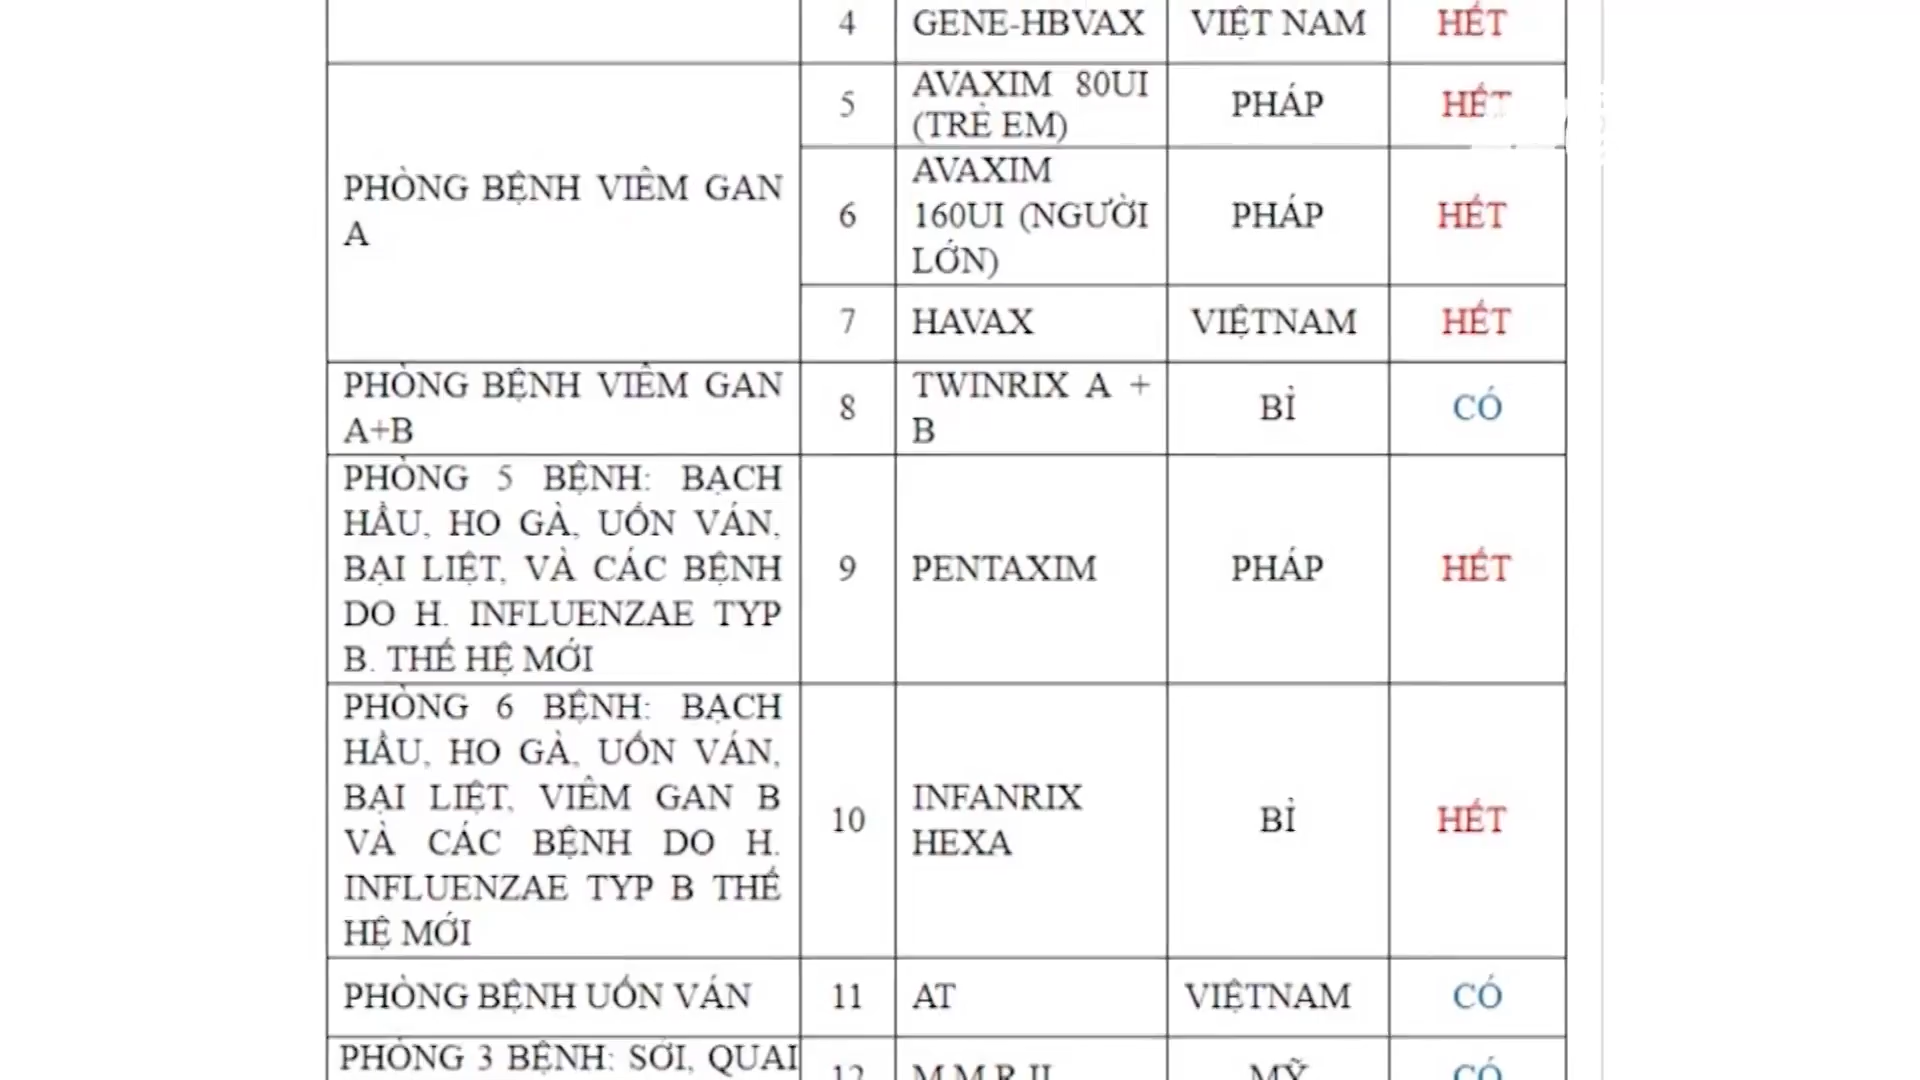 4 GENE-HBVAX VIỆT NAM HẾT
PHÒNG BỆNH VIÊM GAN
A
5
AVAXIM 80UI
(TRẺ EM)
PHÁP
HẾT
6
AVAXIM
160UI (NGƯỜI
LỚN)
PHÁP
HẾT
7 HAVAX VIỆTNAM HẾT
PHÒNG BỆNH VIÊM GAN
A+B
8
TWINRIX A +
B
BỈ
CÓ
PHÒNG 5 BỆNH: BẠCH
HẦU, HO GÀ, UỐN VÁN,
BẠI LIỆT, VÀ CÁC BỆNH
DO H. INFLUENZAE TYP
B. THẾ HỆ MỚI
9
PENTAXIM
PHÁP
HẾT
PHÒNG 6 BỆNH: BẠCH
HẦU, HO GÀ, UỐN VÁN,
BẠI LIỆT, VIÊM GAN B
VÀ CÁC BỆNH DO H.
INFLUENZAE TYP B THẾ
HỆ MỚI
10
INFANRIX
HEXA
BỈ
HẾT
PHÒNG BỆNH UỐN VÁN 11 AT VIỆTNAM CÓ
PHÒNG 3 BỆNH: SỞI, QUAI
12 M.M.R II MỸ CÓ